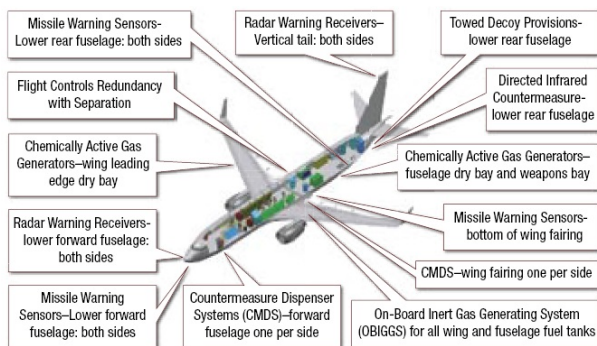 Missile Warning Sensors-
Lower rear fuselage: both sides
Radar Warning Receivers–
Vertical tail: both sides
Towed Decoy Provisions-
lower rear fuselage
Flight Controls Redundancy
with Separation
Directed Infrared
Countermeasure-
lower rear fuselage
Chemically Active Gas
Generators–wing leading
edge dry bay
Chemically Active Gas Generators–
fuselage dry bay and weapons bay
Radar Warning Receivers-
lower forward fuselage:
both sides
Missile Warning Sensors-
bottom of wing fairing
CMDS–wing fairing one per side
Missile Warning
Sensors–Lower forward
fuselage: both sides
Countermeasure Dispenser
Systems (CMDS)–forward
fuselage one per side
On-Board Inert Gas Generating System
(OBIGGS) for all wing and fuselage fuel tanks